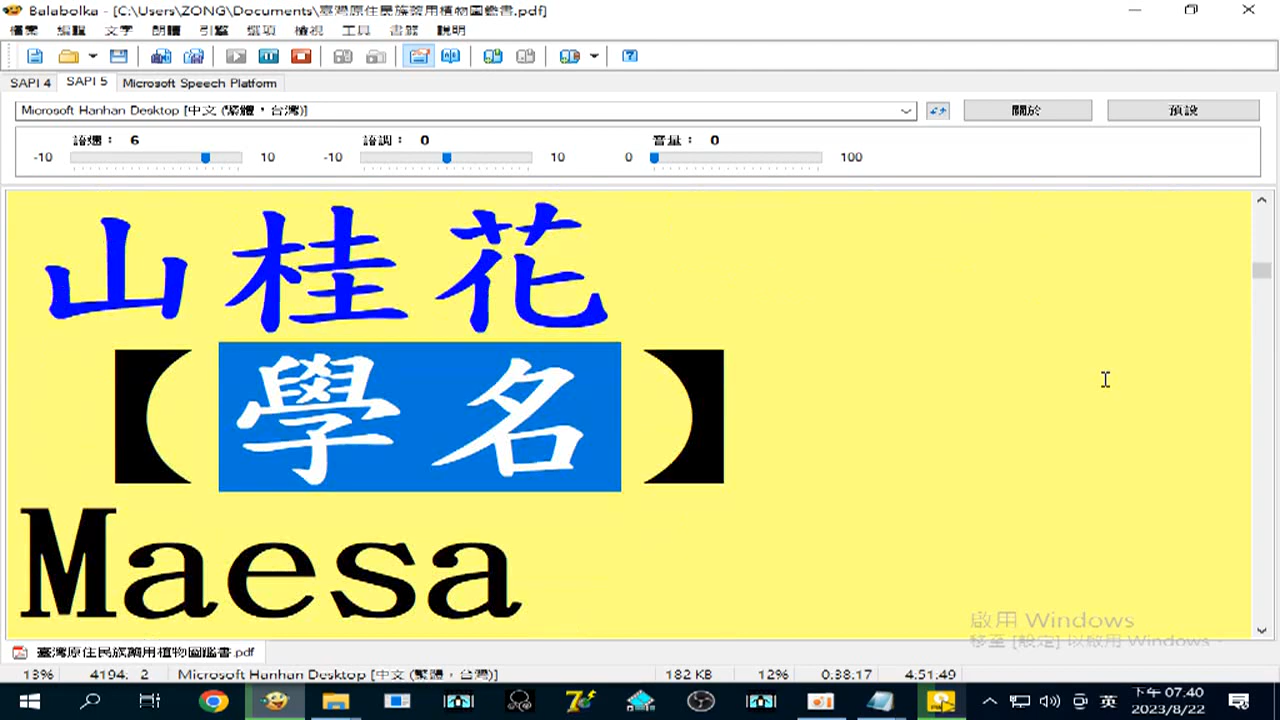 Balabolka - [C:\Users\ZONG\Documents\臺灣原住民族藥用植物圖鑑書.pdf]
檔案 編輯 文字 朗讀 引擎 選項 檢視 工具 書籤 說明
SAPI 4 SAPI 5 Microsoft Speech Platform
Microsoft Hanhan Desktop [中文 (繁體，台灣)] 關於 預設
語速： 6 語調： 0 音量： 0
-10 10 -10 10 0 100
山桂花
【學名】
Maesa
啟用 Windows
移至 [設定] 以啟用 Windows。
臺灣原住民族藥用植物圖鑑書.pdf
13% 4194. 2 Microsoft Hanhan Desktop [中文 (繁體，台灣)] 182 KB 12% 0.38.17 4.51.49
英 下午 07.40
2023/8/22